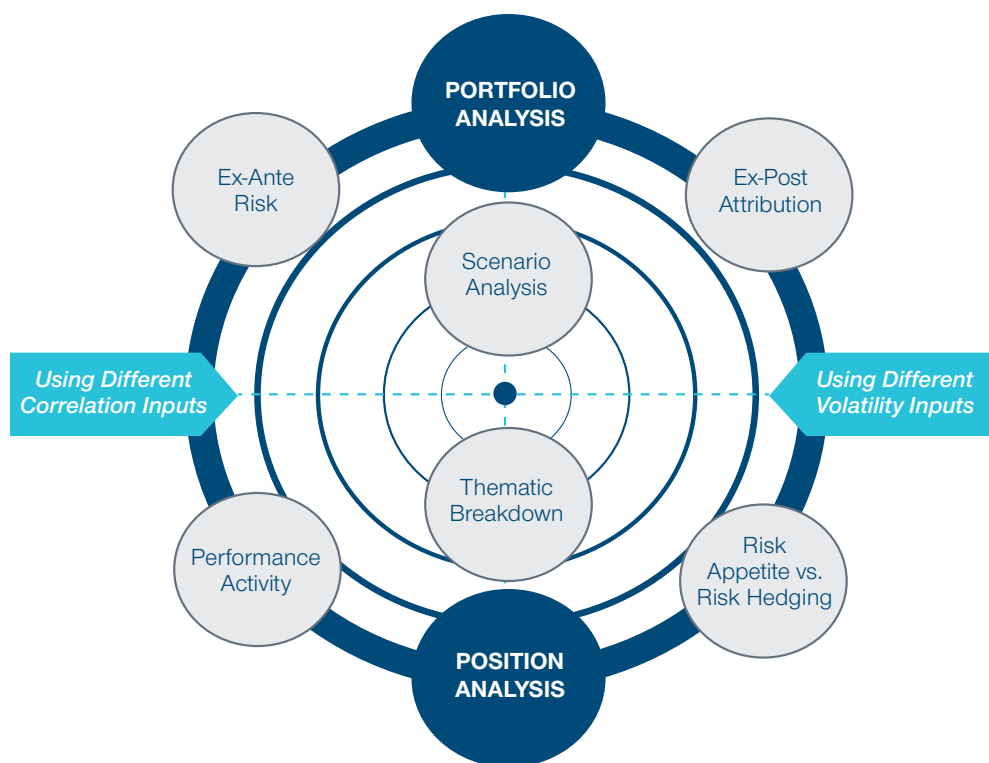 PORTFOLIO
ANALYSIS
Ex-Ante
Risk
Ex-Post
Attribution
Scenario
Analysis
Using Different
Correlation Inputs
Using Different
Volatility Inputs
Thematic
Breakdown
Performance
Activity
Risk
Appetite vs.
Risk Hedging
POSITION
ANALYSIS